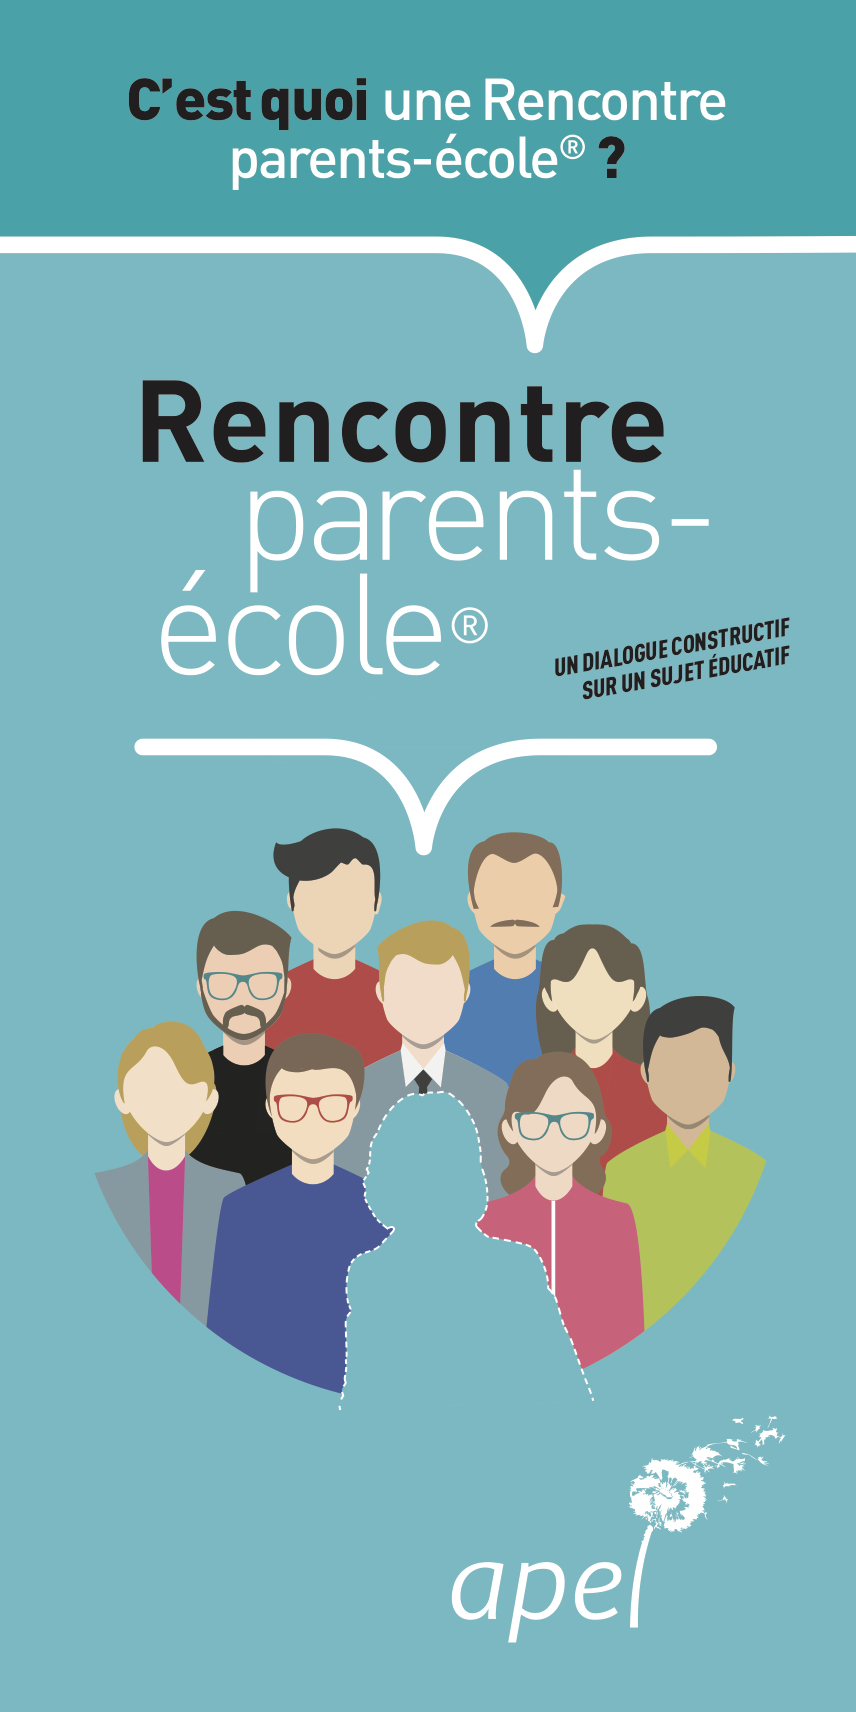 C'est quoi une Rencontre
parents-école® ?
Rencontre
parents-
école®
UN DIALOGUE CONSTRUCTIF
SUR UN SUJET ÉDUCATIF
apel